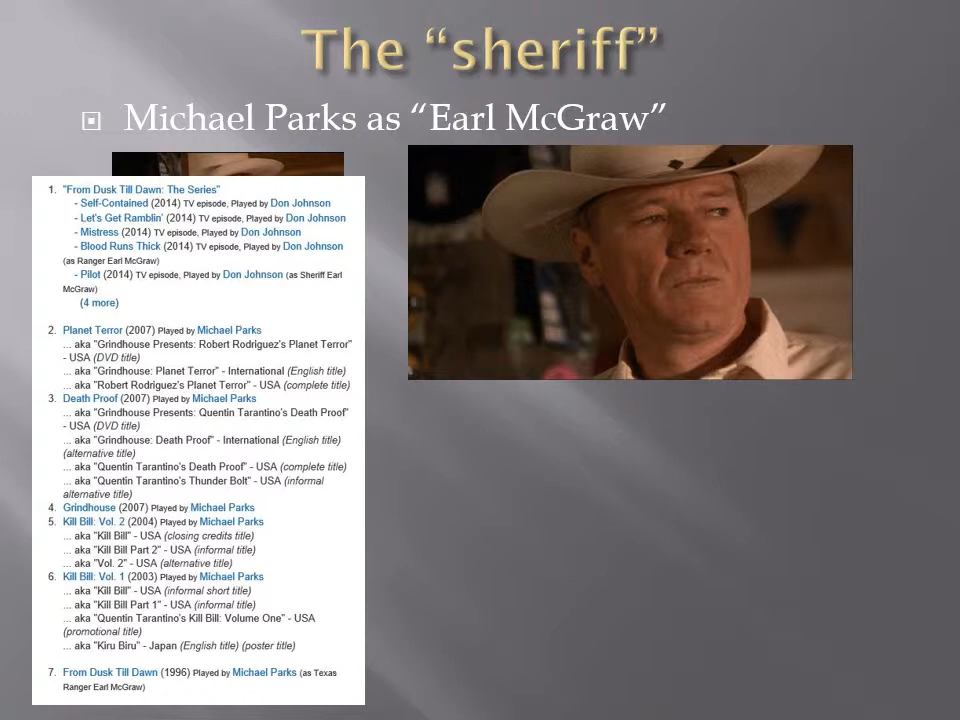 The “sheriff”
Michael Parks as “Earl McGraw”
1. "From Dusk Till Dawn: The Series"
- Self-Contained (2014) TV episode, Played by Don Johnson
- Let's Get Ramblin' (2014) TV episode, Played by Don Johnson
- Mistress (2014) TV episode, Played by Don Johnson
- Blood Runs Thick (2014) TV episode, Played by Don Johnson
(as Ranger Earl McGraw)
- Pilot (2014) TV episode, Played by Don Johnson (as Sheriff Earl
McGraw)
(4 more)
2. Planet Terror (2007) Played by Michael Parks
... aka "Grindhouse Presents: Robert Rodriguez's Planet Terror"
- USA (DVD title)
... aka "Grindhouse: Planet Terror" - International (English title)
... aka "Robert Rodriguez's Planet Terror" - USA (complete title)
3. Death Proof (2007) Played by Michael Parks
... aka "Grindhouse Presents: Quentin Tarantino's Death Proof"
- USA (DVD title)
... aka "Grindhouse: Death Proof" - International (English title)
(alternative title)
... aka "Quentin Tarantino's Death Proof" - USA (complete title)
... aka "Quentin Tarantino's Thunder Bolt" - USA (informal
alternative title)
4. Grindhouse (2007) Played by Michael Parks
5. Kill Bill: Vol. 2 (2004) Played by Michael Parks
... aka "Kill Bill" - USA (closing credits title)
... aka "Kill Bill Part 2" - USA (informal title)
... aka "Vol. 2" - USA (alternative title)
6. Kill Bill: Vol. 1 (2003) Played by Michael Parks
... aka "Kill Bill" - USA (informal short title)
... aka "Kill Bill Part 1" - USA (informal title)
... aka "Quentin Tarantino's Kill Bill: Volume One" - USA
(promotional title)
... aka "Kiru Biru" - Japan (English title) (poster title)
7. From Dusk Till Dawn (1996) Played by Michael Parks (as Texas
Ranger Earl McGraw)